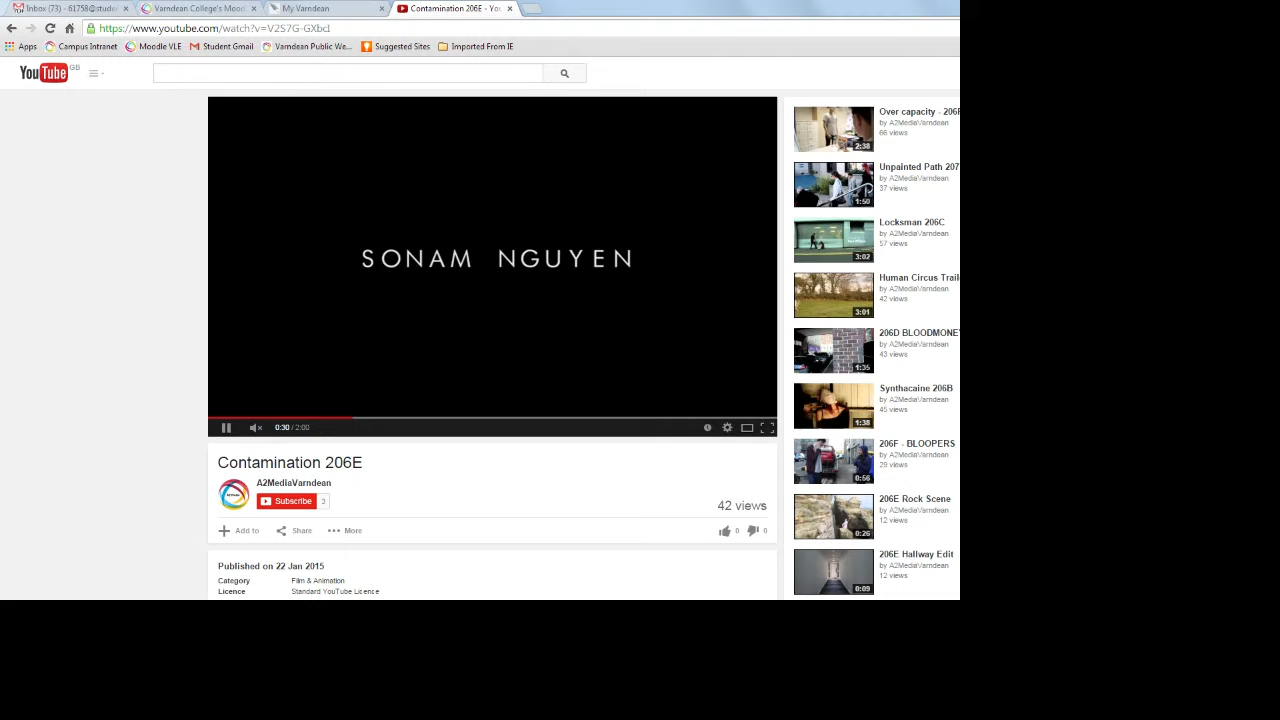 Inbox (73) - 61758@stude
Varndean College's Mood
My Varndean
Contamination 206E - You
https://www.youtube.com/watch?v=V2S7G-GXbcI
Apps
Campus Intranet
Moodle VLE
Student Gmail
Varndean Public We...
Suggested Sites
Imported From IE
YouTube GB
SONAM NGUYEN
0:30 / 2:00
Contamination 206E
A2MediaVarndean
Subscribe 3
42 views
Add to
Share
More
0
0
Published on 22 Jan 2015
Category Film & Animation
Licence Standard YouTube Licence
Over capacity - 206F
by A2MediaVarndean
66 views
2:38
Unpainted Path 207
by A2MediaVarndean
37 views
1:50
Locksman 206C
by A2MediaVarndean
57 views
3:02
Human Circus Trail
by A2MediaVarndean
42 views
3:01
206D BLOODMONEY
by A2MediaVarndean
43 views
1:35
Synthacaine 206B
by A2MediaVarndean
45 views
1:38
206F - BLOOPERS
by A2MediaVarndean
29 views
0:56
206E Rock Scene
by A2MediaVarndean
12 views
0:26
206E Hallway Edit
by A2MediaVarndean
12 views
0:09